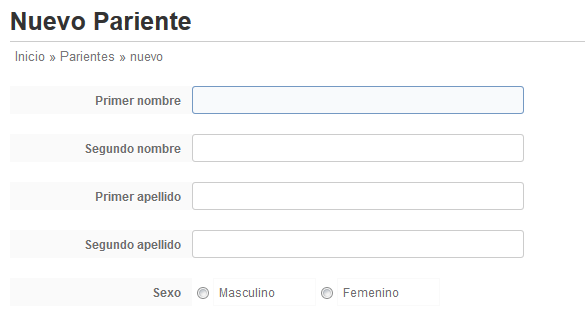 Nuevo Pariente
Inicio » Parientes » nuevo
Primer nombre
Segundo nombre
Primer apellido
Segundo apellido
Sexo Masculino Femenino